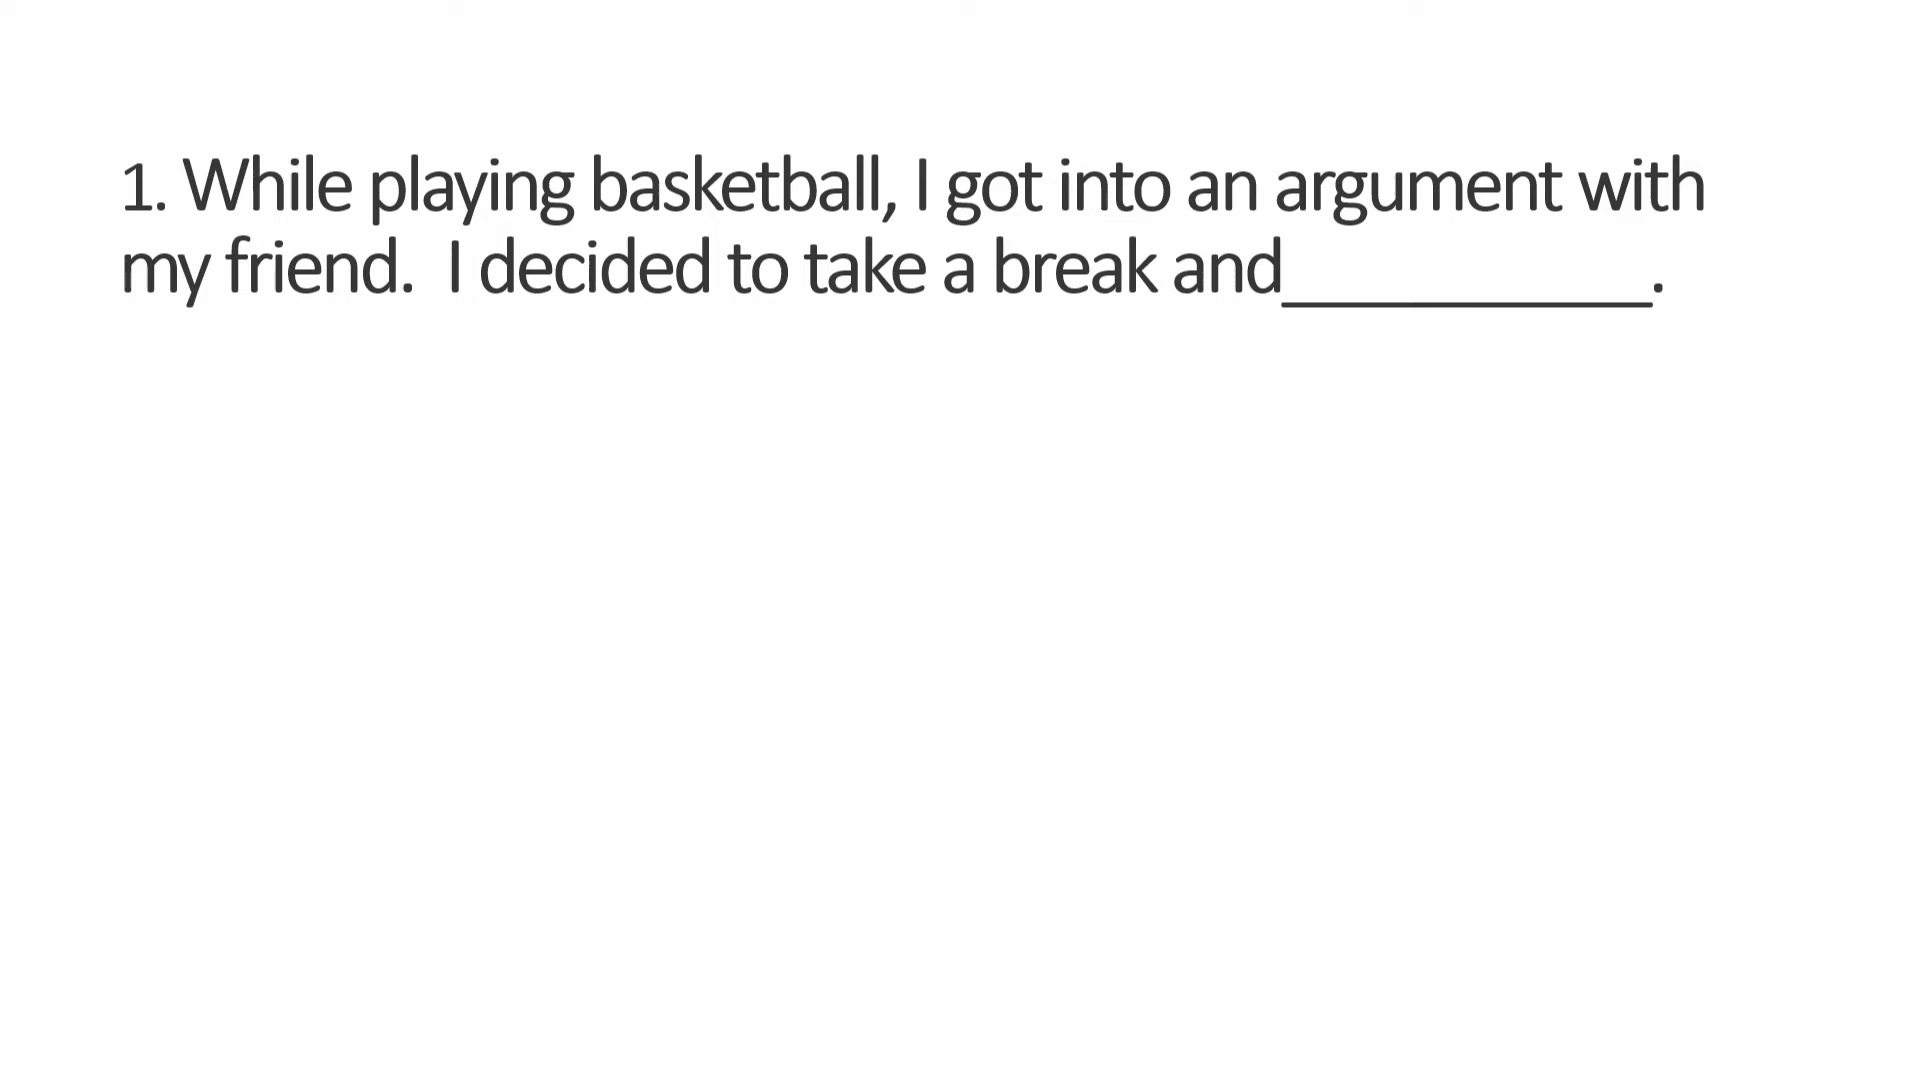 1. While playing basketball, I got into an argument with
my friend.  I decided to take a break and___________.